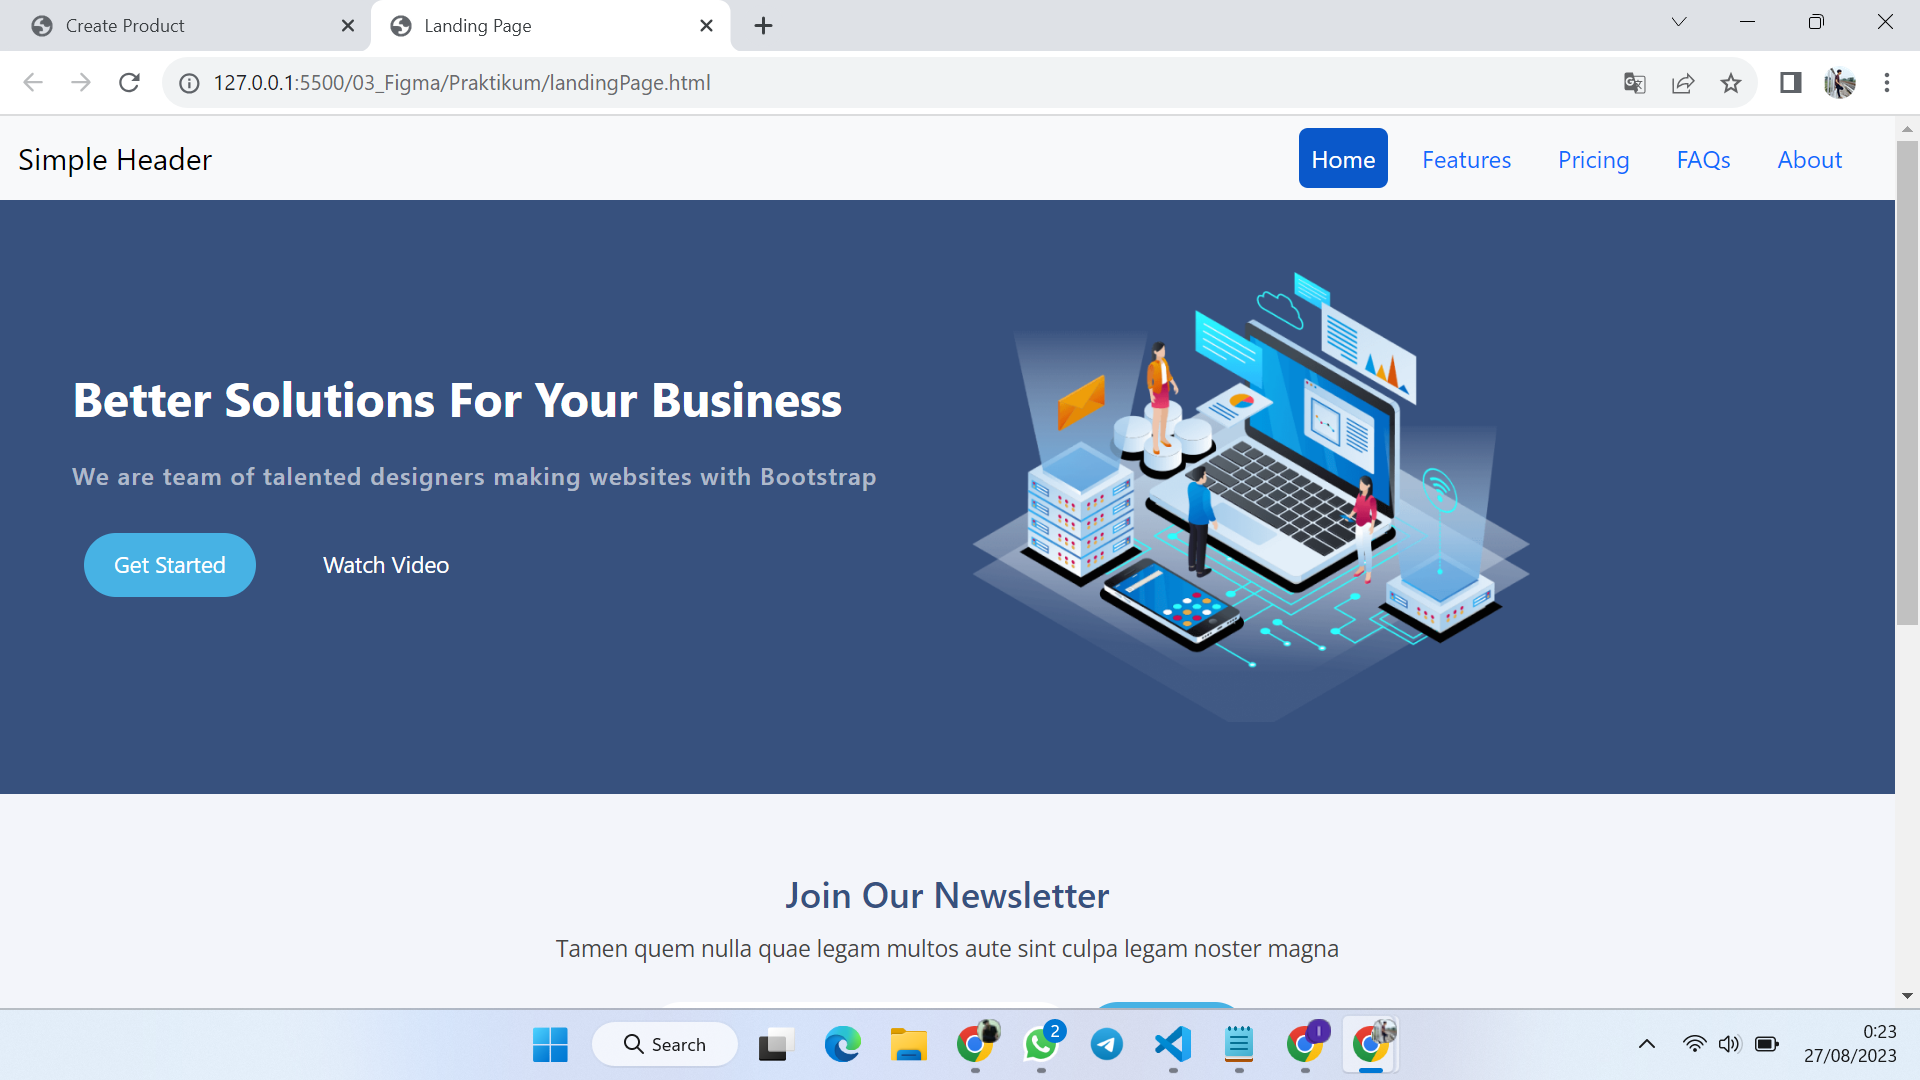 Create Product
Landing Page
127.0.0.1:5500/03_Figma/Praktikum/landingPage.html
Simple Header
Home
Features
Pricing
FAQs
About
Better Solutions For Your Business
We are team of talented designers making websites with Bootstrap
Get Started
Watch Video
Join Our Newsletter
Tamen quem nulla quae legam multos aute sint culpa legam noster magna
Search
2
I
0:23
27/08/2023